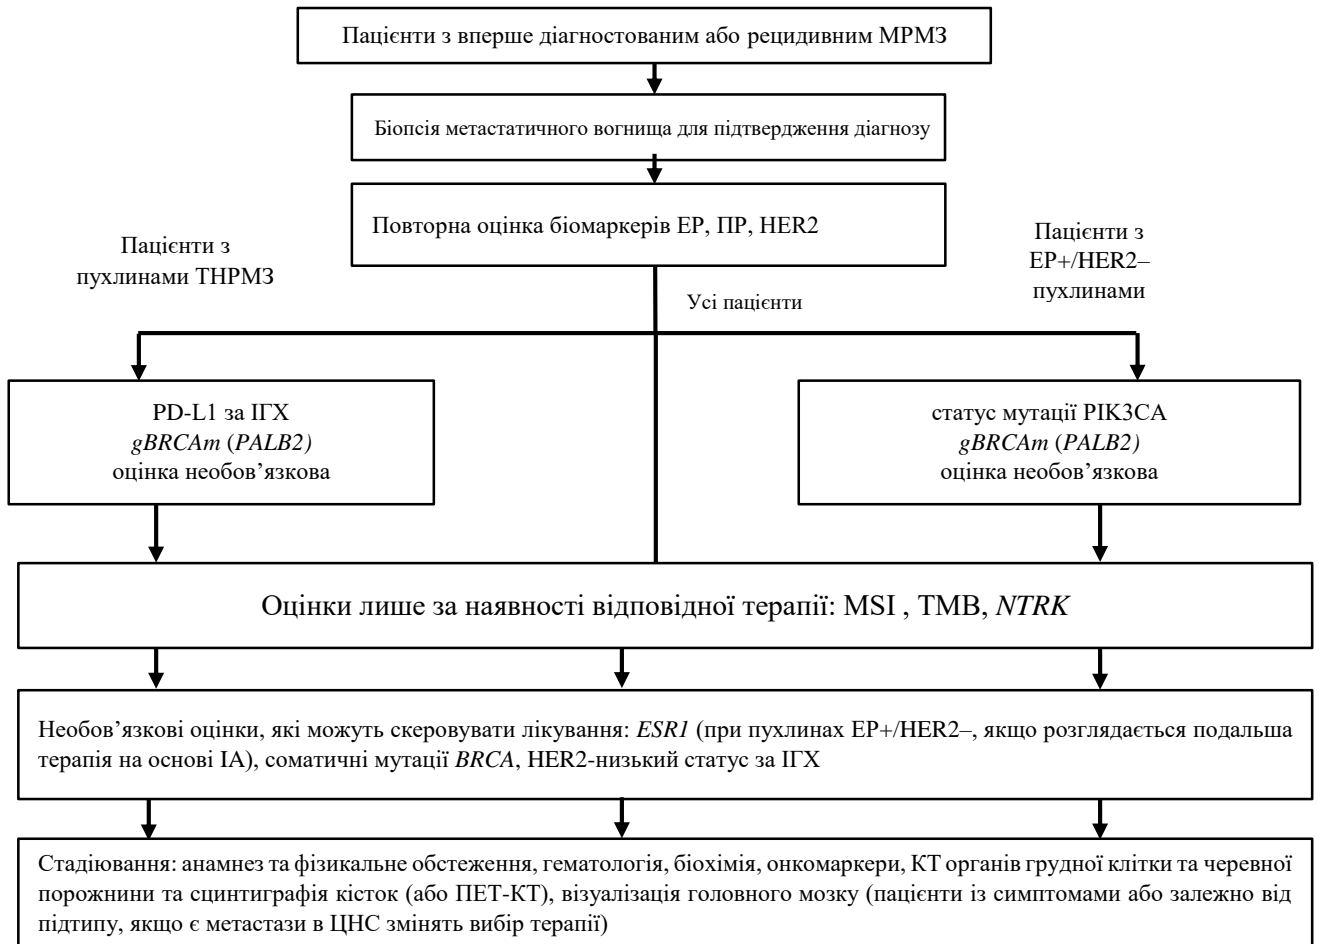 Пацієнти з вперше діагностованим або рецидивним МРМЗ
Біопсія метастатичного вогнища для підтвердження діагнозу
Повторна оцінка біомаркерів ЕР, ПР, HER2
Пацієнти з
пухлинами ТНРМЗ
Усі пацієнти
Пацієнти з
ЕР+/HER2–
пухлинами
PD-L1 за ІГХ
gBRCAm (PALB2)
оцінка необов’язкова
статус мутації PIK3CA
gBRCAm (PALB2)
оцінка необов’язкова
Оцінки лише за наявності відповідної терапії: MSI , TMB, NTRK
Необов’язкові оцінки, які можуть скеровувати лікування: ESR1 (при пухлинах ЕР+/HER2–, якщо розглядається подальша
терапія на основі ІА), соматичні мутації BRCA, HER2-низький статус за ІГХ
Стадіювання: анамнез та фізикальне обстеження, гематологія, біохімія, онкомаркери, КТ органів грудної клітки та черевної
порожнини та сцинтиграфія кісток (або ПЕТ-КТ), візуалізація головного мозку (пацієнти із симптомами або залежно від
підтипу, якщо є метастази в ЦНС змінять вибір терапії)